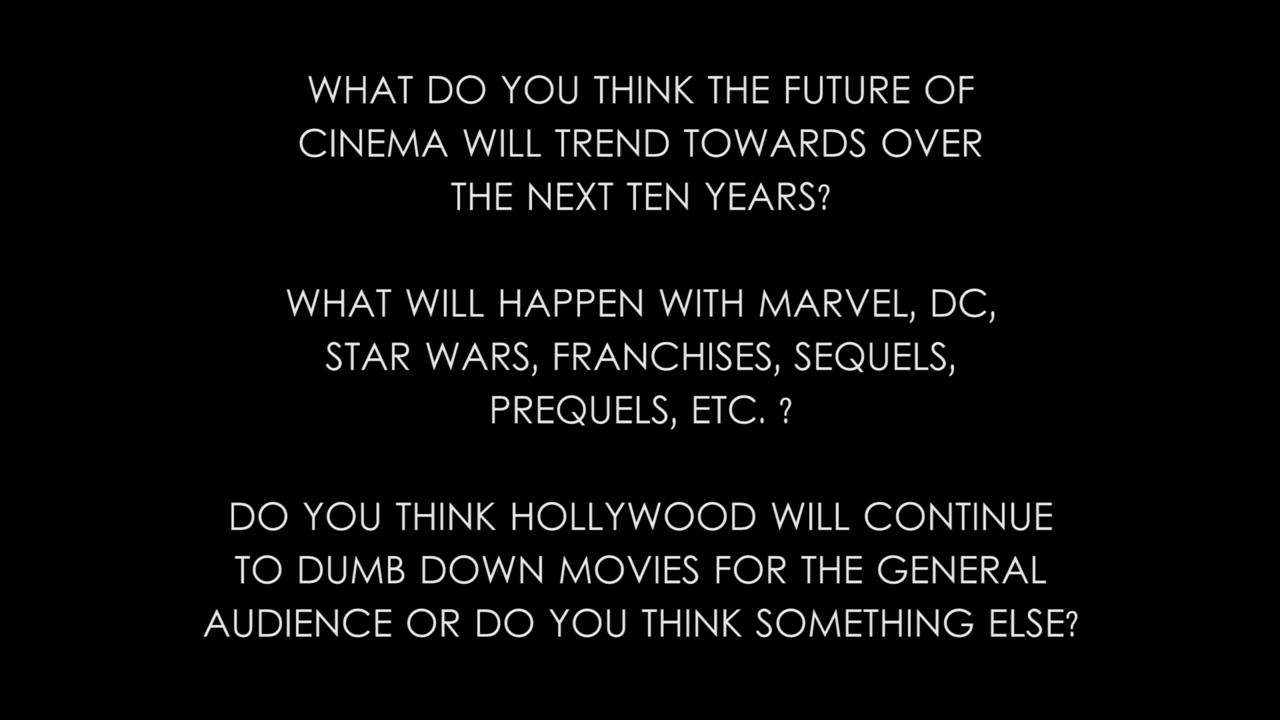 WHAT DO YOU THINK THE FUTURE OF
CINEMA WILL TREND TOWARDS OVER
THE NEXT TEN YEARS?
WHAT WILL HAPPEN WITH MARVEL, DC,
STAR WARS, FRANCHISES, SEQUELS,
PREQUELS, ETC. ?
DO YOU THINK HOLLYWOOD WILL CONTINUE
TO DUMB DOWN MOVIES FOR THE GENERAL
AUDIENCE OR DO YOU THINK SOMETHING ELSE?